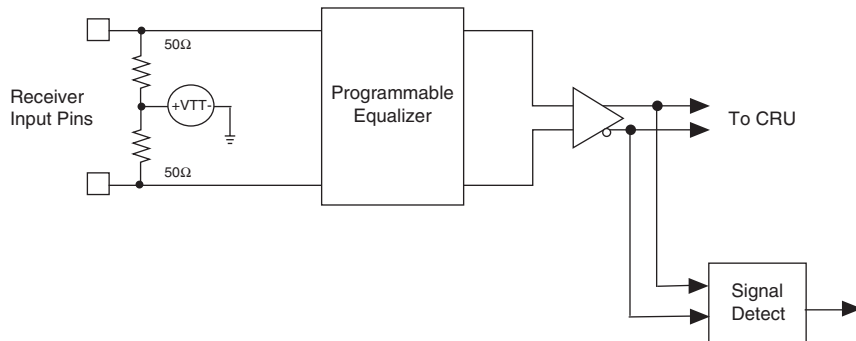 50Ω
Receiver
Input Pins
+VTT-
50Ω
Programmable
Equalizer
To CRU
Signal
Detect